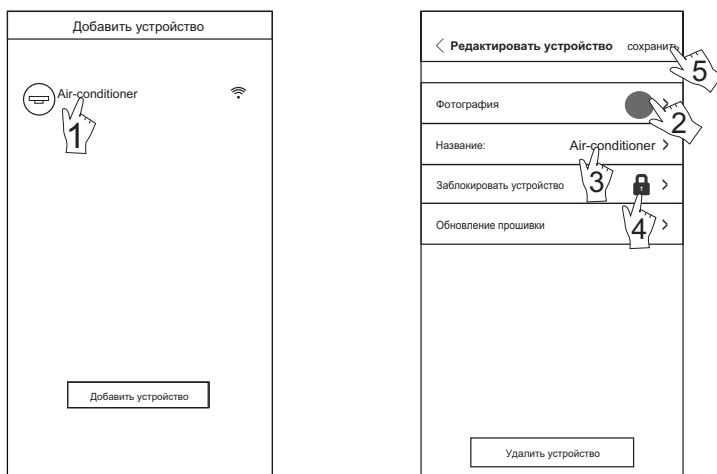 Добавить устройство
Air-conditioner
1
Добавить устройство
Редактировать устройство сохранить
5
Фотография
2
Название: Air-conditioner
3
Заблокировать устройство
4
Обновление прошивки
Удалить устройство